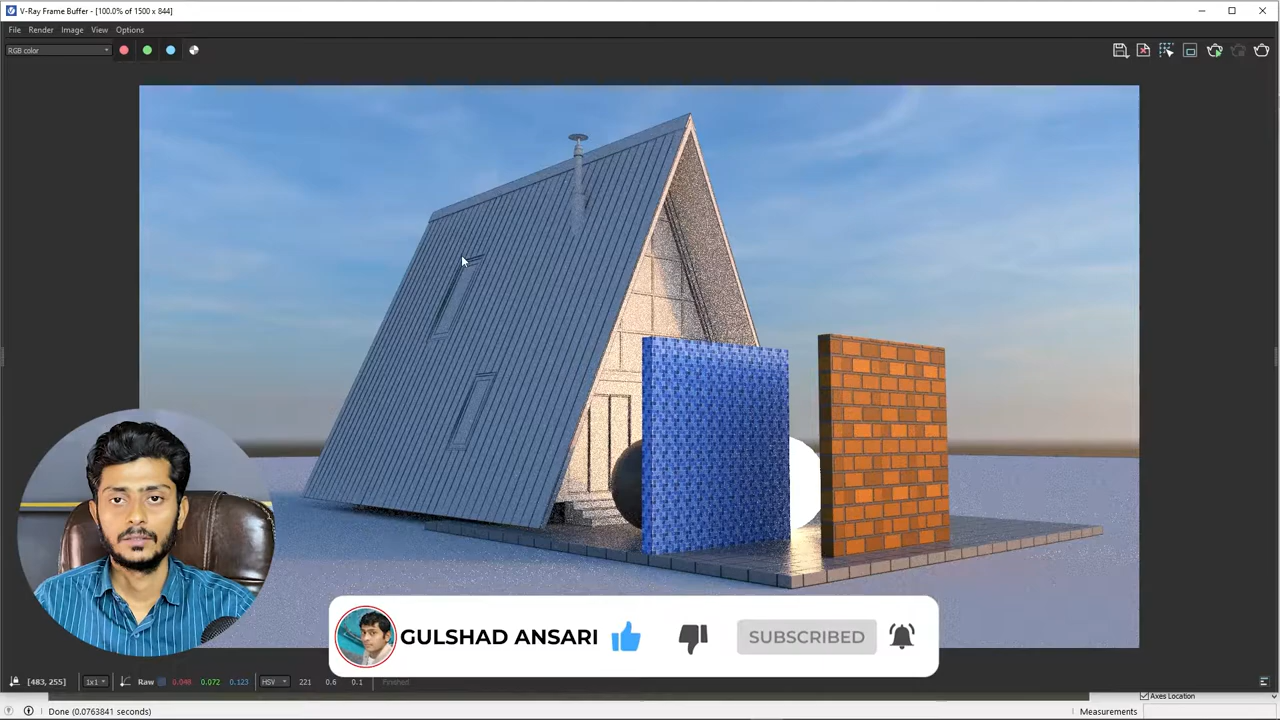 V-Ray Frame Buffer - [100.0% of 1500 x 844]
File Render Image View Options
RGB color
GULSHAD ANSARI SUBSCRIBED
[483, 255] 1x1 Raw 0.048 0.072 0.123 HSV 221 0.6 0.1 Finished
Axes Location
Done (0.0763841 seconds) Measurements